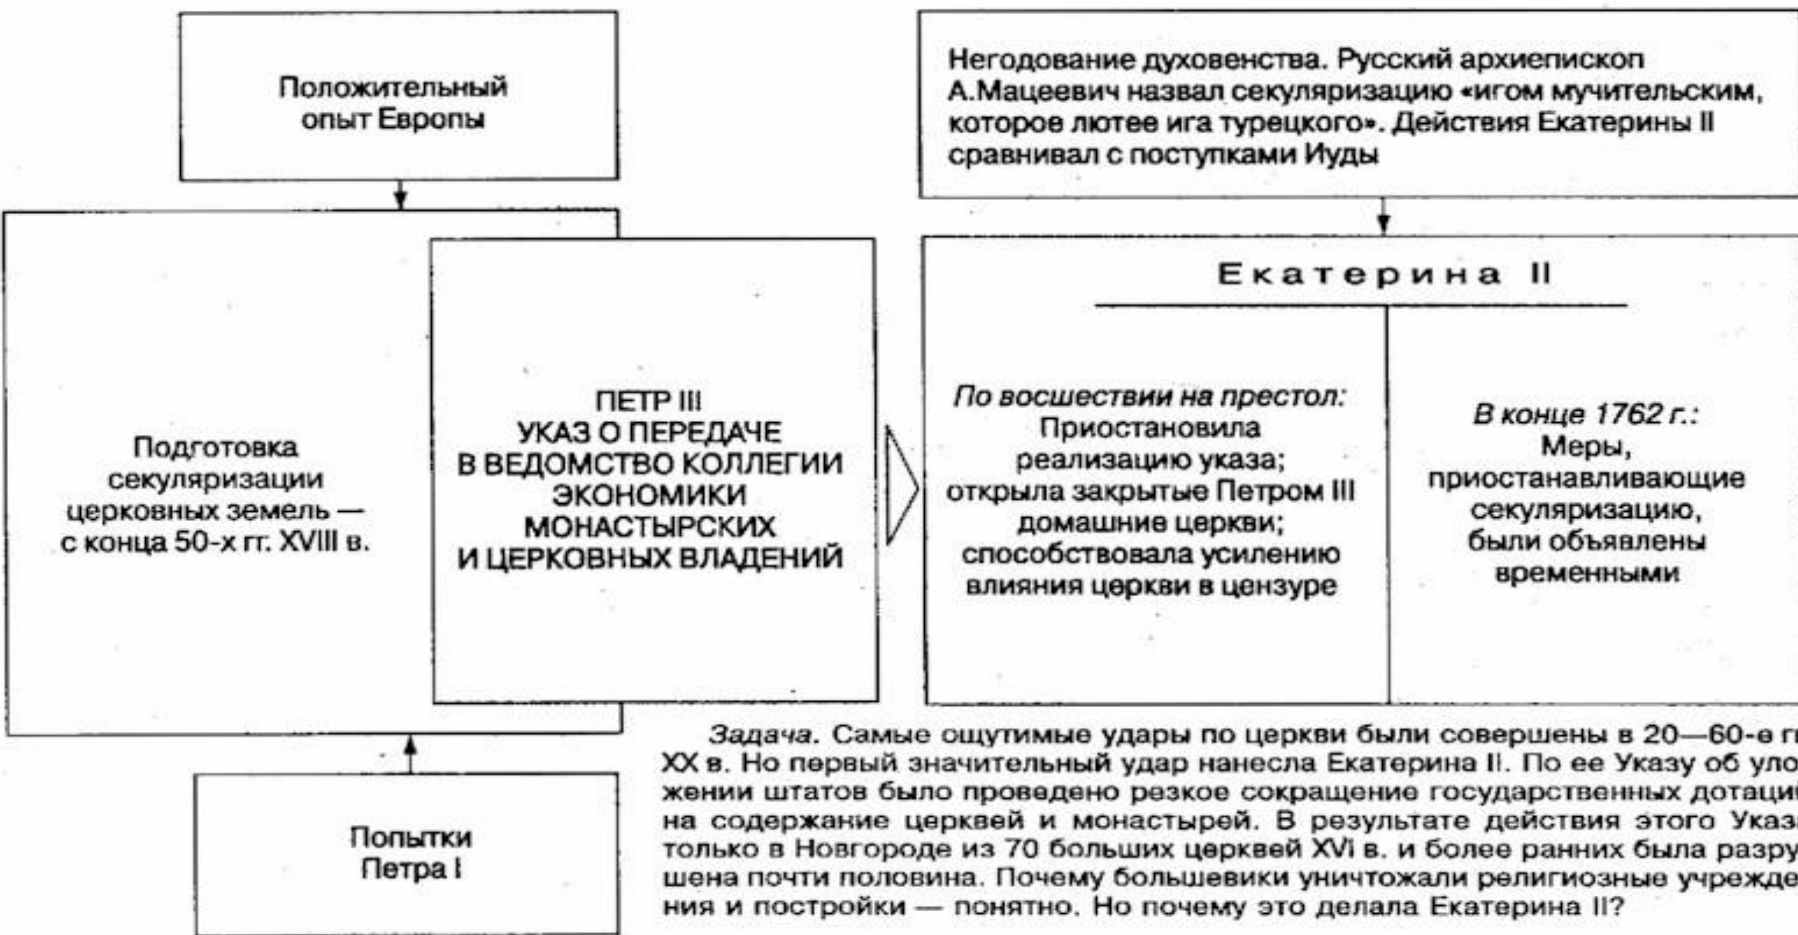 Положительный
опыт Европы
Негодование духовенства. Русский архиепископ
А.Мацеевич назвал секуляризацию «игом мучительским,
которое лютее ига турецкого». Действия Екатерины II
сравнивал с поступками Иуды
Подготовка
секуляризации
церковных земель —
с конца 50-х гг. XVIII в.
ПЕТР III
УКАЗ О ПЕРЕДАЧЕ
В ВЕДОМСТВО КОЛЛЕГИИ
ЭКОНОМИКИ
МОНАСТЫРСКИХ
И ЦЕРКОВНЫХ ВЛАДЕНИЙ
Екатерина II
По восшествии на престол:
Приостановила
реализацию указа;
открыла закрытые Петром III
домашние церкви;
способствовала усилению
влияния церкви в цензуре
В конце 1762 г.:
Меры,
приостанавливающие
секуляризацию,
были объявлены
временными
Попытки
Петра I
Задача. Самые ощутимые удары по церкви были совершены в 20—60-е гг
XX в. Но первый значительный удар нанесла Екатерина II. По ее Указу об уло-
жении штатов было проведено резкое сокращение государственных дотаций
на содержание церквей и монастырей. В результате действия этого Указа
только в Новгороде из 70 больших церквей XVI в. и более ранних была разру-
шена почти половина. Почему большевики уничтожали религиозные учрежде-
ния и постройки — понятно. Но почему это делала Екатерина II?